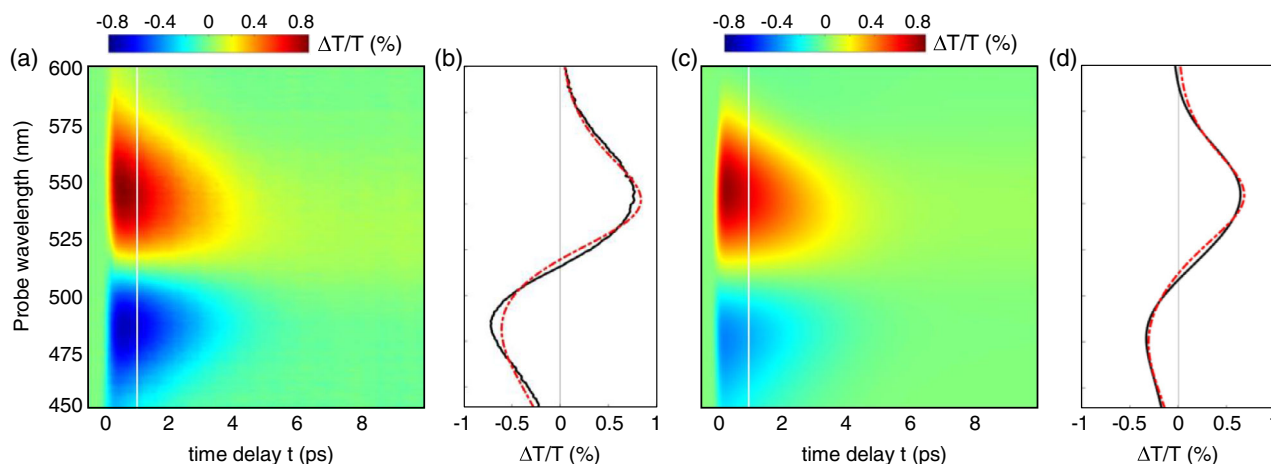 -0.8 -0.4 0 0.4 0.8
ΔT/T (%)
-0.8 -0.4 0 0.4 0.8
ΔT/T (%)
(a)
(b)
(c)
(d)
Probe wavelength (nm)
600
575
550
525
500
475
450
0 2 4 6 8
time delay t (ps)
-1 -0.5 0 0.5 1
ΔT/T (%)
0 2 4 6 8
time delay t (ps)
-1 -0.5 0 0.5 1
ΔT/T (%)